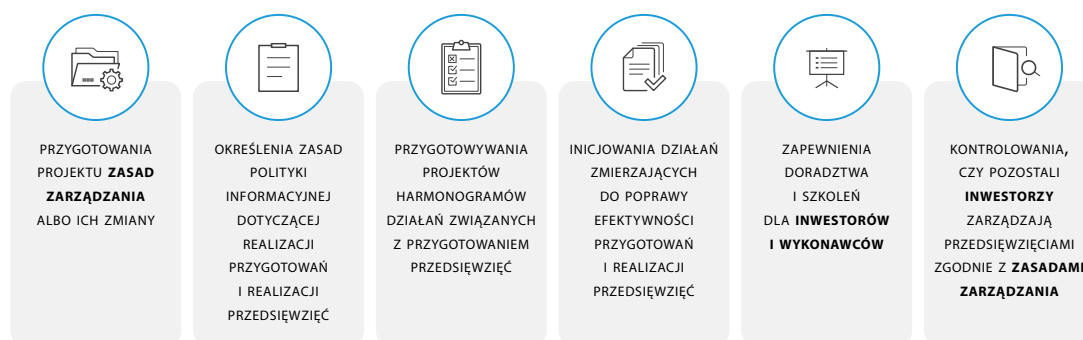 PRZYGOTOWANIA
PROJEKTU ZASAD
ZARZĄDZANIA
ALBO ICH ZMIANY
OKREŚLENIA ZASAD
POLITYKI
INFORMACYJNEJ
DOTYCZĄCEJ
REALIZACJI
PRZYGOTOWAŃ
I REALIZACJI
PRZEDSIĘWZIĘĆ
PRZYGOTOWYWANIA
PROJEKTÓW
HARMONOGRAMÓW
DZIAŁAŃ ZWIĄZANYCH
Z PRZYGOTOWANIEM
PRZEDSIĘWZIĘĆ
INICJOWANIA DZIAŁAŃ
ZMIERZAJĄCYCH
DO POPRAWY
EFEKTYWNOŚCI
PRZYGOTOWAŃ
I REALIZACJI
PRZEDSIĘWZIĘĆ
ZAPEWNIENIA
DORADZTWA
I SZKOLEŃ
DLA INWESTORÓW
I WYKONAWCÓW
KONTROLOWANIA,
CZY POZOSTALI
INWESTORZY
ZARZĄDZAJĄ
PRZEDSIĘWZIĘCIAMI
ZGODNIE Z ZASADAMI
ZARZĄDZANIA